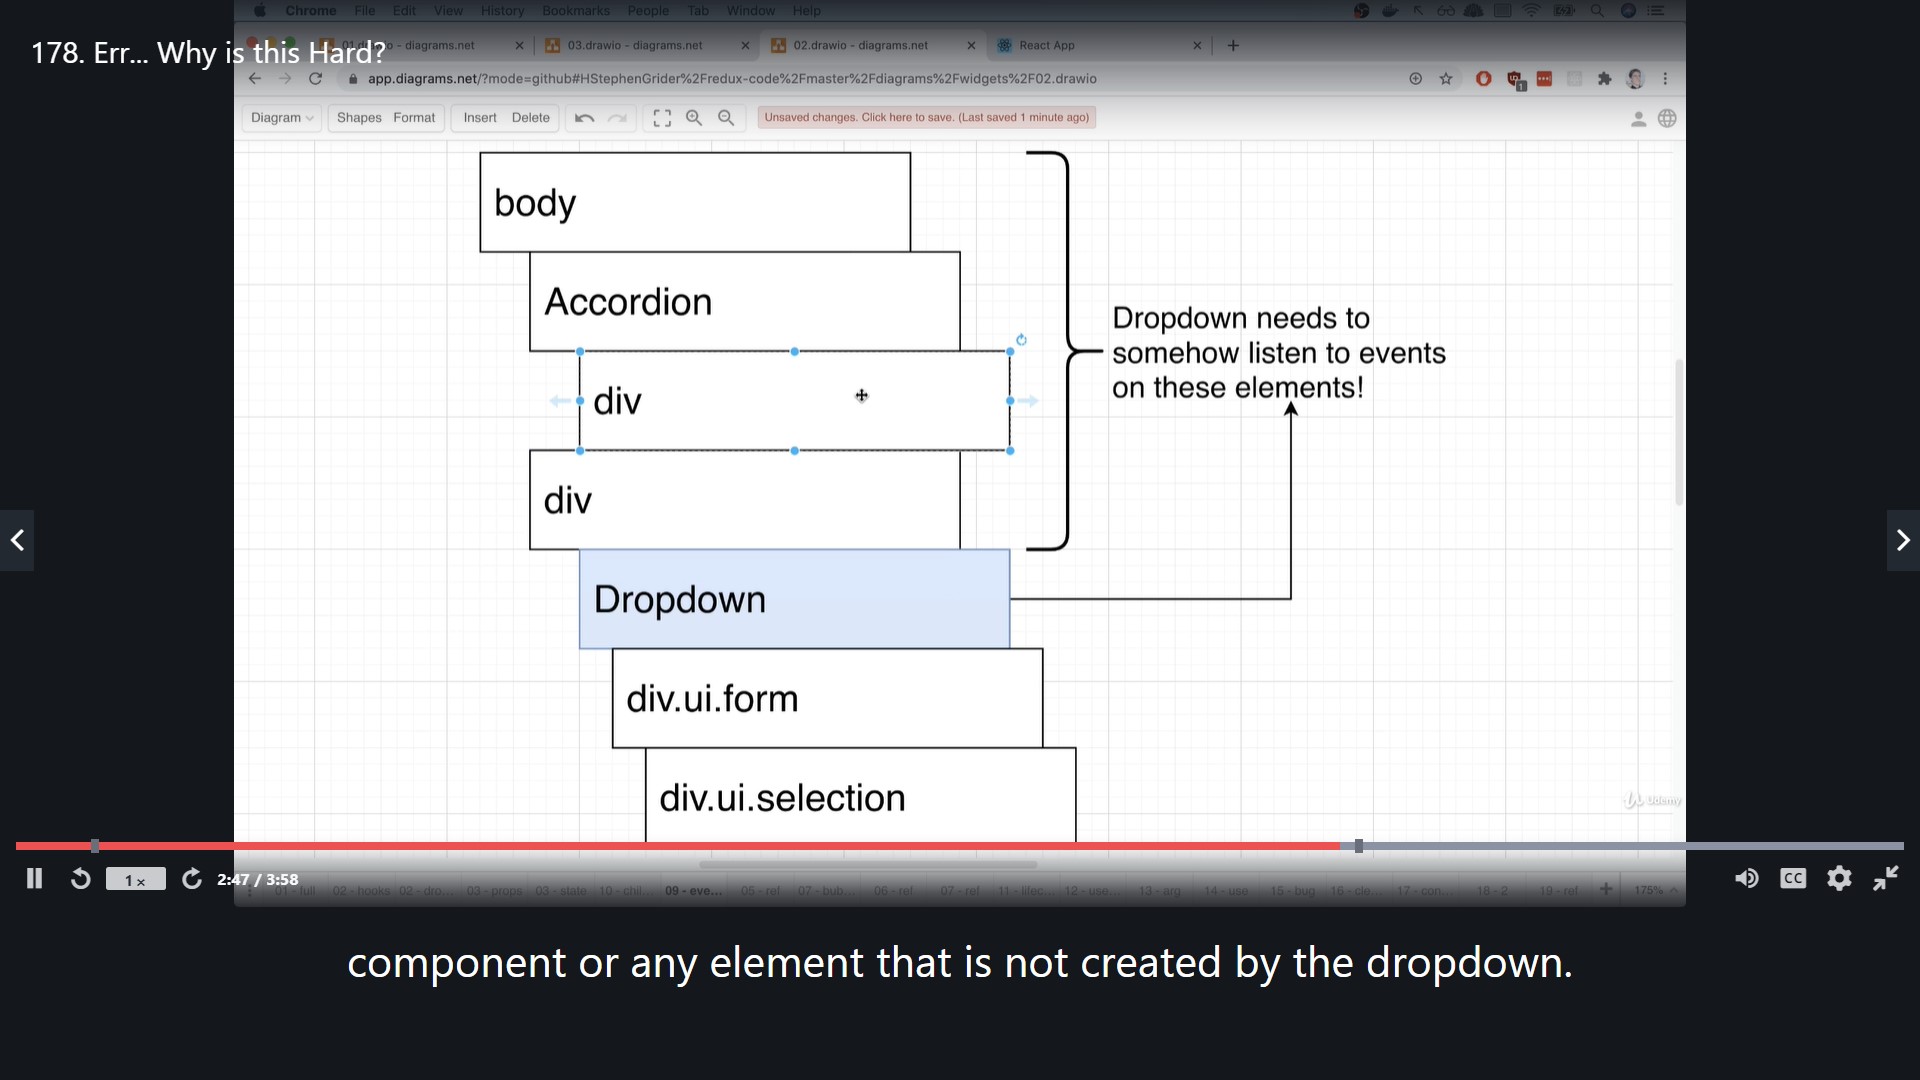 Chrome File Edit View History Bookmarks People Tab Window Help
178. Err... Why is this Hard?
- diagrams.net 03.drawio - diagrams.net 02.drawio - diagrams.net React App
app.diagrams.net/?mode=github#HStephenGrider%2Fredux-code%2Fmaster%2Fdiagrams%2Fwidgets%2F02.drawio
Diagram Shapes Format Insert Delete Unsaved changes. Click here to save. (Last saved 1 minute ago)
body
Accordion
Dropdown needs to
somehow listen to events
on these elements!
div
div
Dropdown
div.ui.form
div.ui.selection
Udemy
1 x 2:47 / 3:58 CC
full 02 - hooks 02 - dro... 03 - props 03 - state 10 - chil... 09 - eve... 05 - ref 07 - bub... 06 - ref 07 - ref 11 - lifec... 12 - use... 13 - arg 14 - use 15 - bug 16 - cle... 17 - con... 18 - 2 19 - ref 175%
component or any element that is not created by the dropdown.